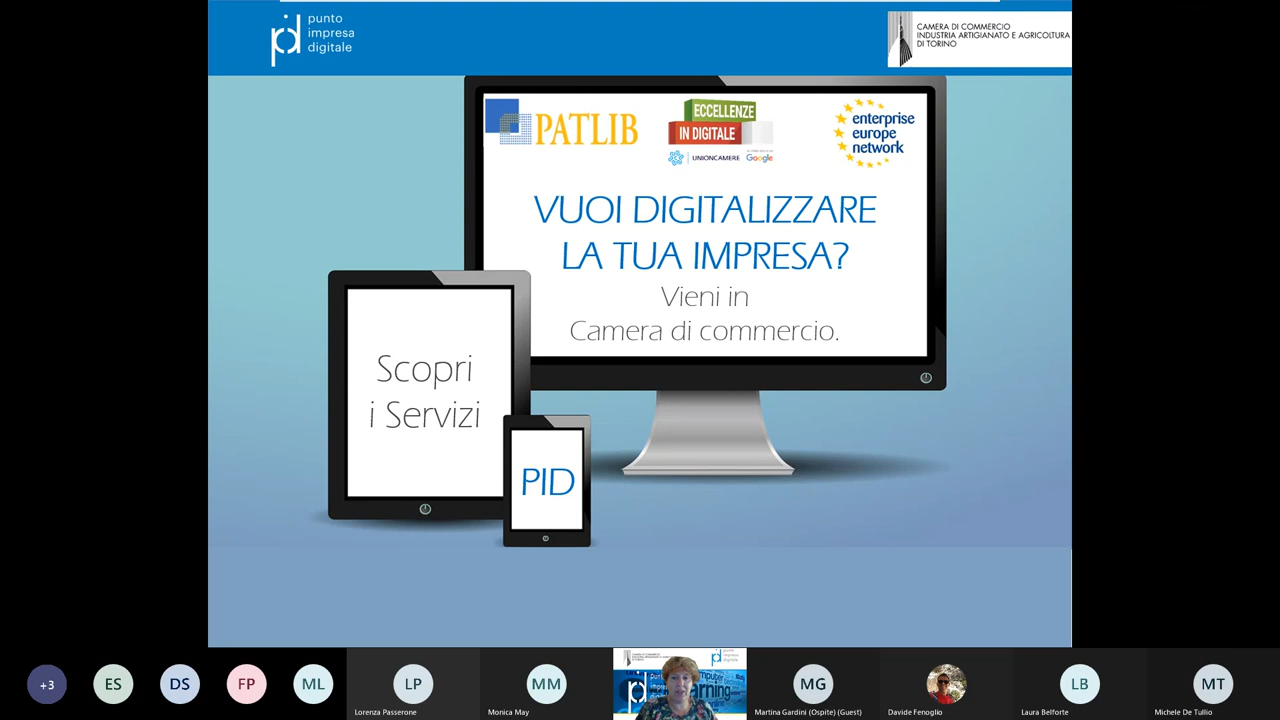 punto
impresa
digitale
CAMERA DI COMMERCIO
INDUSTRIA ARTIGIANATO E AGRICOLTURA
DI TORINO
PATLIB
ECCELLENZE
IN DIGITALE
UNIONCAMERE
Google
enterprise
europe
network
VUOI DIGITALIZZARE
LA TUA IMPRESA?
Vieni in
Camera di commercio.
Scopri
i Servizi
PID
+3
ES
DS
FP
ML
LP
Lorenza Passerone
MM
Monica May
punto
impresa
digitale
MG
Martina Gardini (Ospite) (Guest)
Davide Fenoglio
LB
Laura Belforte
MT
Michele De Tullio